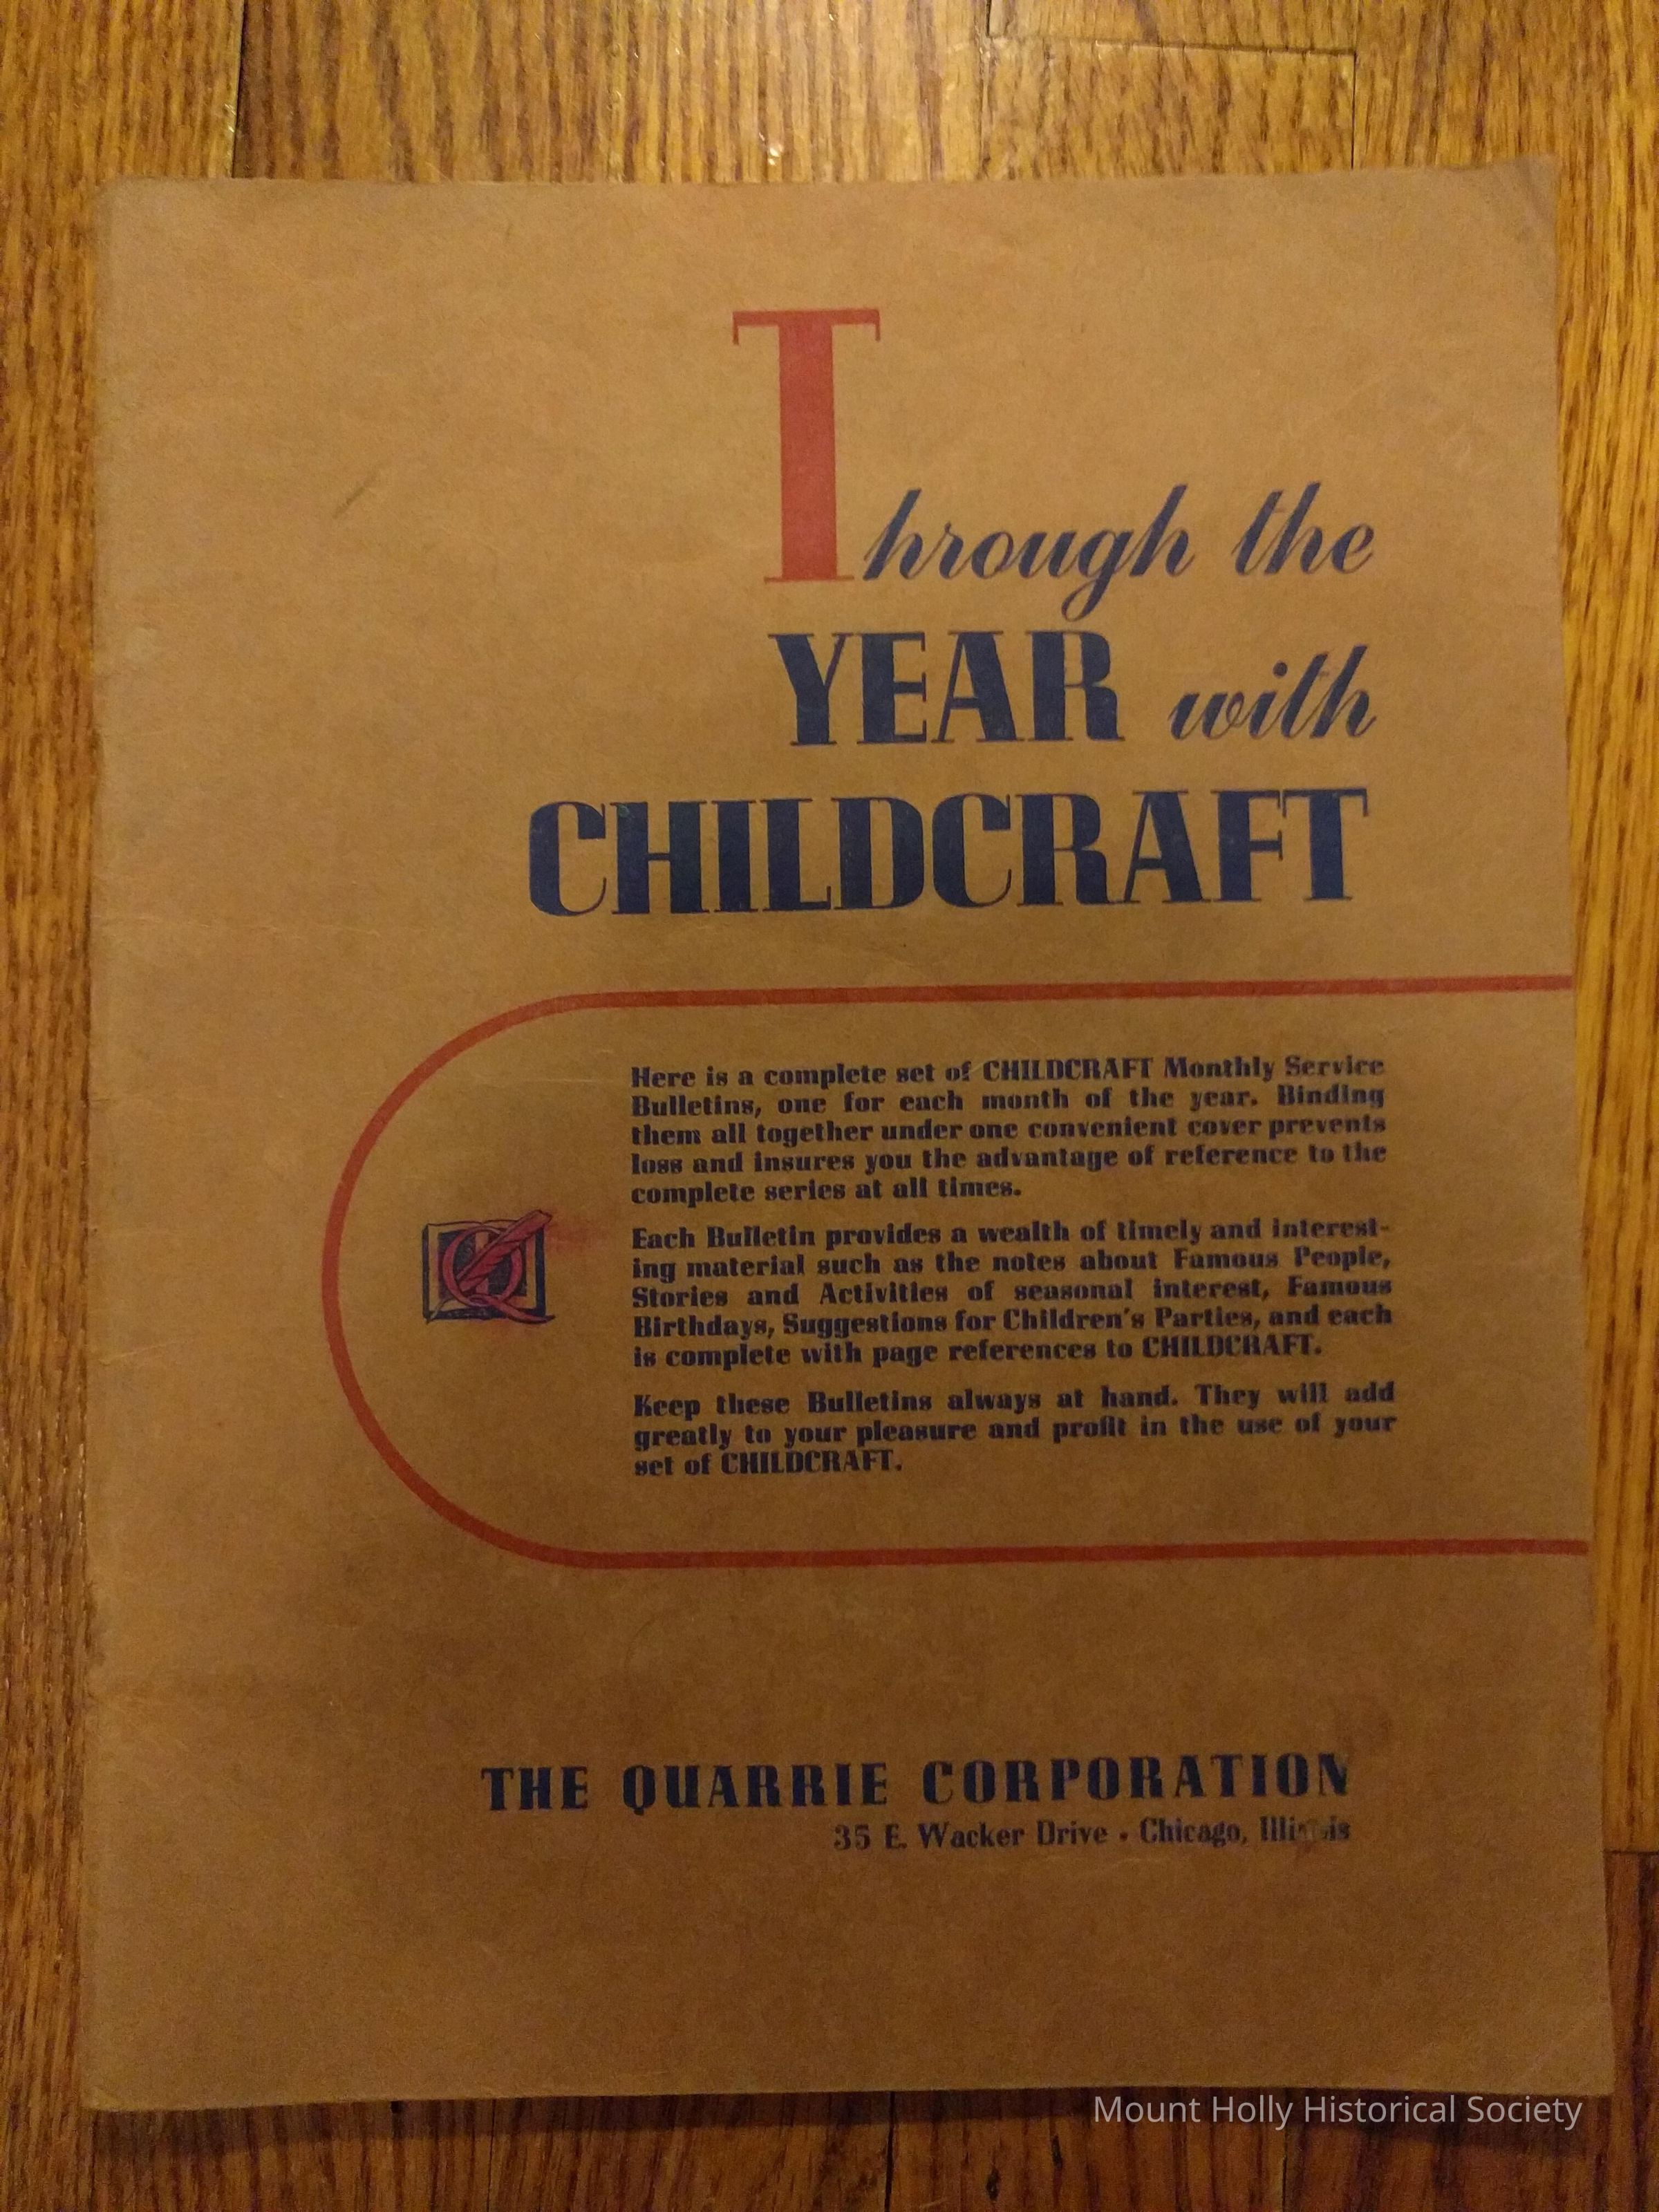 Through the
YEAR with
CHILDCRAFT
Here is a complete set of CHILDCRAFT Monthly Service
Bulletins, one for each month of the year. Binding
them all together under one convenient cover prevents
loss and insures you the advantage of reference to the
complete series at all times.
Each Bulletin provides a wealth of timely and interest-
ing material such as the notes about Famous People,
Stories and Activities of seasonal interest, Famous
Birthdays, Suggestions for Children's Parties, and each
is complete with page references to CHILDCRAFT.
Keep these Bulletins always at hand. They will add
greatly to your pleasure and profit in the use of your
set of CHILDCRAFT.
Q
THE QUARRIE CORPORATION
35 E. Wacker Drive • Chicago, Illinois
Mount Holly Historical Society